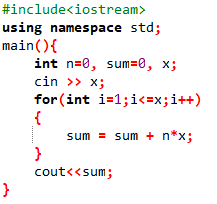 #include<iostream>
using namespace std;
main(){
    int n=0, sum=0, x;
    cin >> x;
    for(int i=1;i<=x;i++)
    {
        sum = sum + n*x;
    }
    cout<<sum;
}